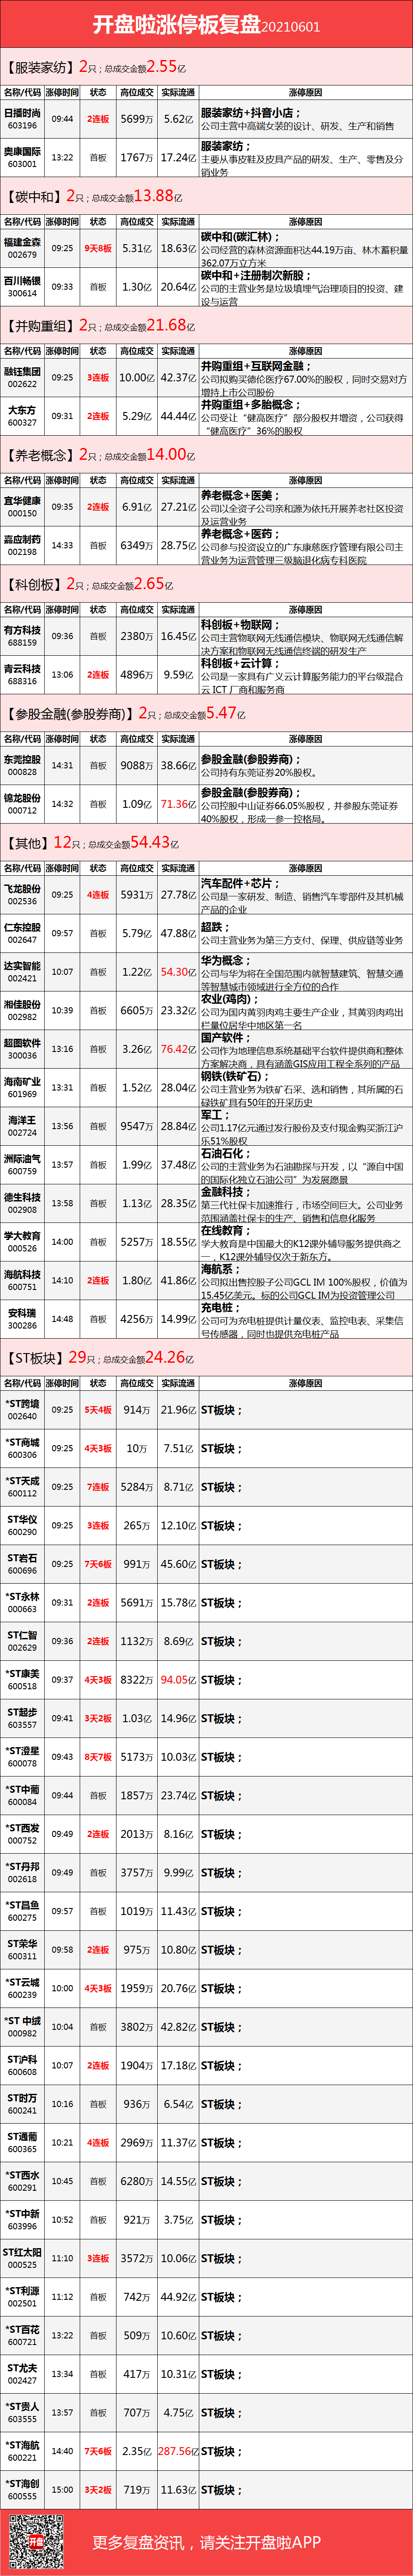 开盘啦涨停板复盘20210601
【服装家纺】2只；总成交金额2.55亿
名称/代码 涨停时间 状态 高位成交 实际流通 涨停原因
日播时尚 603196 09:44 2连板 5699万 5.62亿 服装家纺+抖音小店；
公司主营中高端女装的设计、研发、生产和销售
奥康国际 603001 13:22 首板 1767万 17.24亿 服装家纺；
主要从事皮鞋及皮具产品的研发、生产、零售及分
销业务
【碳中和】2只；总成交金额13.88亿
名称/代码 涨停时间 状态 高位成交 实际流通 涨停原因
福建金森 002679 09:25 9天8板 5.31亿 18.63亿 碳中和(碳汇林)；
公司经营的森林资源面积达44.19万亩、林木蓄积量
362.07万立方米
百川畅银 300614 09:33 首板 1.30亿 20.64亿 碳中和+注册制次新股；
公司的主营业务是垃圾填埋气治理项目的投资、建
设与运营
【并购重组】2只；总成交金额21.68亿
名称/代码 涨停时间 状态 高位成交 实际流通 涨停原因
融钰集团 002622 09:25 3连板 10.00亿 42.37亿 并购重组+互联网金融；
公司拟购买德伦医疗67.00%的股权，同时交易对方
增持上市公司股份
大东方 600327 09:31 2连板 5.29亿 44.44亿 并购重组+多胎概念；
公司受让“健高医疗”部分股权并增资，公司获得
“健高医疗”36%的股权
【养老概念】2只；总成交金额14.00亿
名称/代码 涨停时间 状态 高位成交 实际流通 涨停原因
宜华健康 000150 09:35 2连板 6.91亿 27.21亿 养老概念+医美；
公司以全资子公司亲和源为依托开展养老社区投资
及运营业务
嘉应制药 002198 14:33 首板 6349万 28.75亿 养老概念+医药；
公司参与投资设立的广东康慈医疗管理有限公司主
营业务为运营管理三级脑退化病专科医院
【科创板】2只；总成交金额2.65亿
名称/代码 涨停时间 状态 高位成交 实际流通 涨停原因
有方科技 688159 09:36 首板 2380万 16.45亿 科创板+物联网；
公司主营物联网无线通信模块、物联网无线通信解
决方案和物联网无线通信终端的研发生产
青云科技 688316 13:06 2连板 4896万 9.59亿 科创板+云计算；
公司是一家具有广义云计算服务能力的平台级混合
云 ICT 厂商和服务商
【参股金融(参股券商)】2只；总成交金额5.47亿
名称/代码 涨停时间 状态 高位成交 实际流通 涨停原因
东莞控股 000828 14:31 首板 9088万 38.66亿 参股金融(参股券商)；
公司持有东莞证券20%股权。
锦龙股份 000712 14:32 首板 1.09亿 71.36亿 参股金融(参股券商)；
公司控股中山证券66.05%股权，并参股东莞证券
40%股权，形成一参一控格局。
【其他】12只；总成交金额54.43亿
名称/代码 涨停时间 状态 高位成交 实际流通 涨停原因
飞龙股份 002536 09:25 4连板 5931万 27.78亿 汽车配件+芯片；
公司是一家研发、制造、销售汽车零部件及其机械
产品的企业
仁东控股 002647 09:57 首板 5.79亿 47.88亿 超跌；
公司主营业务为第三方支付、保理、供应链等业务
达实智能 002421 10:07 首板 1.22亿 54.30亿 华为概念；
公司与华为将在全国范围内就智慧建筑、智慧交通
等智慧城市领域进行全方位的合作
湘佳股份 002982 10:39 首板 6605万 23.32亿 农业(鸡肉)；
公司为国内黄羽肉鸡主要生产企业，其黄羽肉鸡出
栏量位居华中地区第一名
超图软件 300036 13:16 首板 3.26亿 76.42亿 国产软件；
公司作为地理信息系统基础平台软件提供商和整体
方案解决商，具有涵盖GIS应用工程全系列的产品
海南矿业 601969 13:31 首板 1.52亿 28.04亿 钢铁(铁矿石)；
公司主营业务为铁矿石采、选和销售，其所属的石
碌铁矿具有50年的开采历史
海洋王 002724 13:56 首板 9547万 28.84亿 军工；
公司1.17亿元通过发行股份及支付现金购买浙江沪
乐51%股权
洲际油气 600759 13:57 首板 1.99亿 37.48亿 石油石化；
公司的主营业务为石油勘探与开发，以“源自中国
的国际化独立石油公司”为发展愿景
德生科技 002908 13:58 首板 1.13亿 28.35亿 金融科技；
第三代社保卡加速推行，市场空间巨大。公司业务
范围涵盖社保卡的生产、销售和信息化服务
学大教育 000526 14:00 首板 5257万 18.55亿 在线教育；
学大教育是中国最大的K12课外辅导服务提供商之
一，K12课外辅导仅次于新东方。
海航科技 600751 14:10 2连板 1.80亿 41.86亿 海航系；
公司拟出售控股子公司GCL IM 100%股权，价值为
15.45亿美元。标的公司GCL IM为投资管理公司
安科瑞 300286 14:48 首板 4256万 14.99亿 充电桩；
公司可为充电桩提供计量仪表、监控电表、采集信
号传感器，同时也提供充电桩产品
【ST板块】29只；总成交金额24.26亿
名称/代码 涨停时间 状态 高位成交 实际流通 涨停原因
*ST跨境 002640 09:25 5天4板 914万 21.96亿 ST板块；
*ST商城 600306 09:25 4天3板 10万 7.51亿 ST板块；
*ST天成 600112 09:25 7连板 5284万 8.71亿 ST板块；
ST华仪 600290 09:25 3连板 265万 12.10亿 ST板块；
ST岩石 600696 09:25 7天6板 991万 45.60亿 ST板块；
*ST永林 000663 09:31 2连板 5691万 15.78亿 ST板块；
ST仁智 002629 09:36 2连板 1132万 8.69亿 ST板块；
*ST康美 600518 09:37 4天3板 8322万 94.05亿 ST板块；
ST起步 603557 09:41 3天2板 1.03亿 14.96亿 ST板块；
*ST澄星 600078 09:43 8天7板 5173万 10.03亿 ST板块；
*ST中葡 600084 09:44 首板 1857万 23.74亿 ST板块；
*ST西发 000752 09:49 2连板 2013万 8.16亿 ST板块；
*ST丹邦 002618 09:49 首板 3757万 9.99亿 ST板块；
*ST昌鱼 600275 09:57 首板 1019万 11.43亿 ST板块；
ST荣华 600311 09:58 2连板 975万 10.80亿 ST板块；
*ST云城 600239 10:00 4天3板 1959万 20.76亿 ST板块；
*ST 中绒 000982 10:04 首板 3802万 42.82亿 ST板块；
ST沪科 600608 10:07 2连板 1904万 17.18亿 ST板块；
ST时万 600241 10:16 首板 936万 6.54亿 ST板块；
ST通葡 600365 10:21 4连板 2969万 11.37亿 ST板块；
*ST西水 600291 10:45 首板 6280万 14.55亿 ST板块；
*ST中新 603996 10:52 首板 921万 3.75亿 ST板块；
ST红太阳 000525 11:10 3连板 3572万 10.06亿 ST板块；
*ST利源 002501 11:12 首板 742万 44.92亿 ST板块；
*ST百花 600721 13:22 首板 509万 10.60亿 ST板块；
ST尤夫 002427 13:34 首板 417万 10.31亿 ST板块；
*ST贵人 603555 13:57 首板 707万 4.75亿 ST板块；
*ST海航 600221 14:40 7天6板 2.35亿 287.56亿 ST板块；
*ST海创 600555 15:00 3天2板 719万 11.63亿 ST板块；
开盘
更多复盘资讯，请关注开盘啦APP